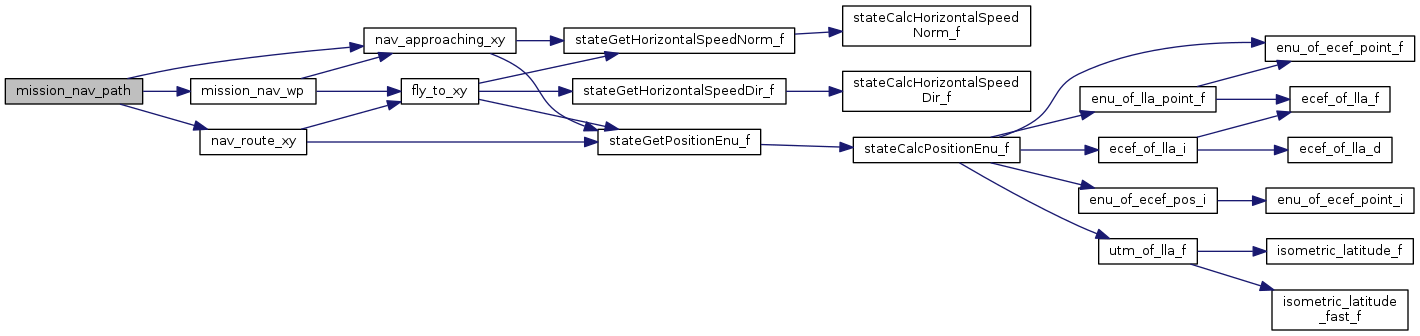 mission_nav_path
nav_approaching_xy
mission_nav_wp
nav_route_xy
fly_to_xy
stateGetHorizontalSpeedNorm_f
stateGetHorizontalSpeedDir_f
stateGetPositionEnu_f
stateCalcHorizontalSpeed
Norm_f
stateCalcHorizontalSpeed
Dir_f
stateCalcPositionEnu_f
enu_of_lla_point_f
ecef_of_lla_i
enu_of_ecef_pos_i
utm_of_lla_f
enu_of_ecef_point_f
ecef_of_lla_f
ecef_of_lla_d
enu_of_ecef_point_i
isometric_latitude_f
isometric_latitude
_fast_f